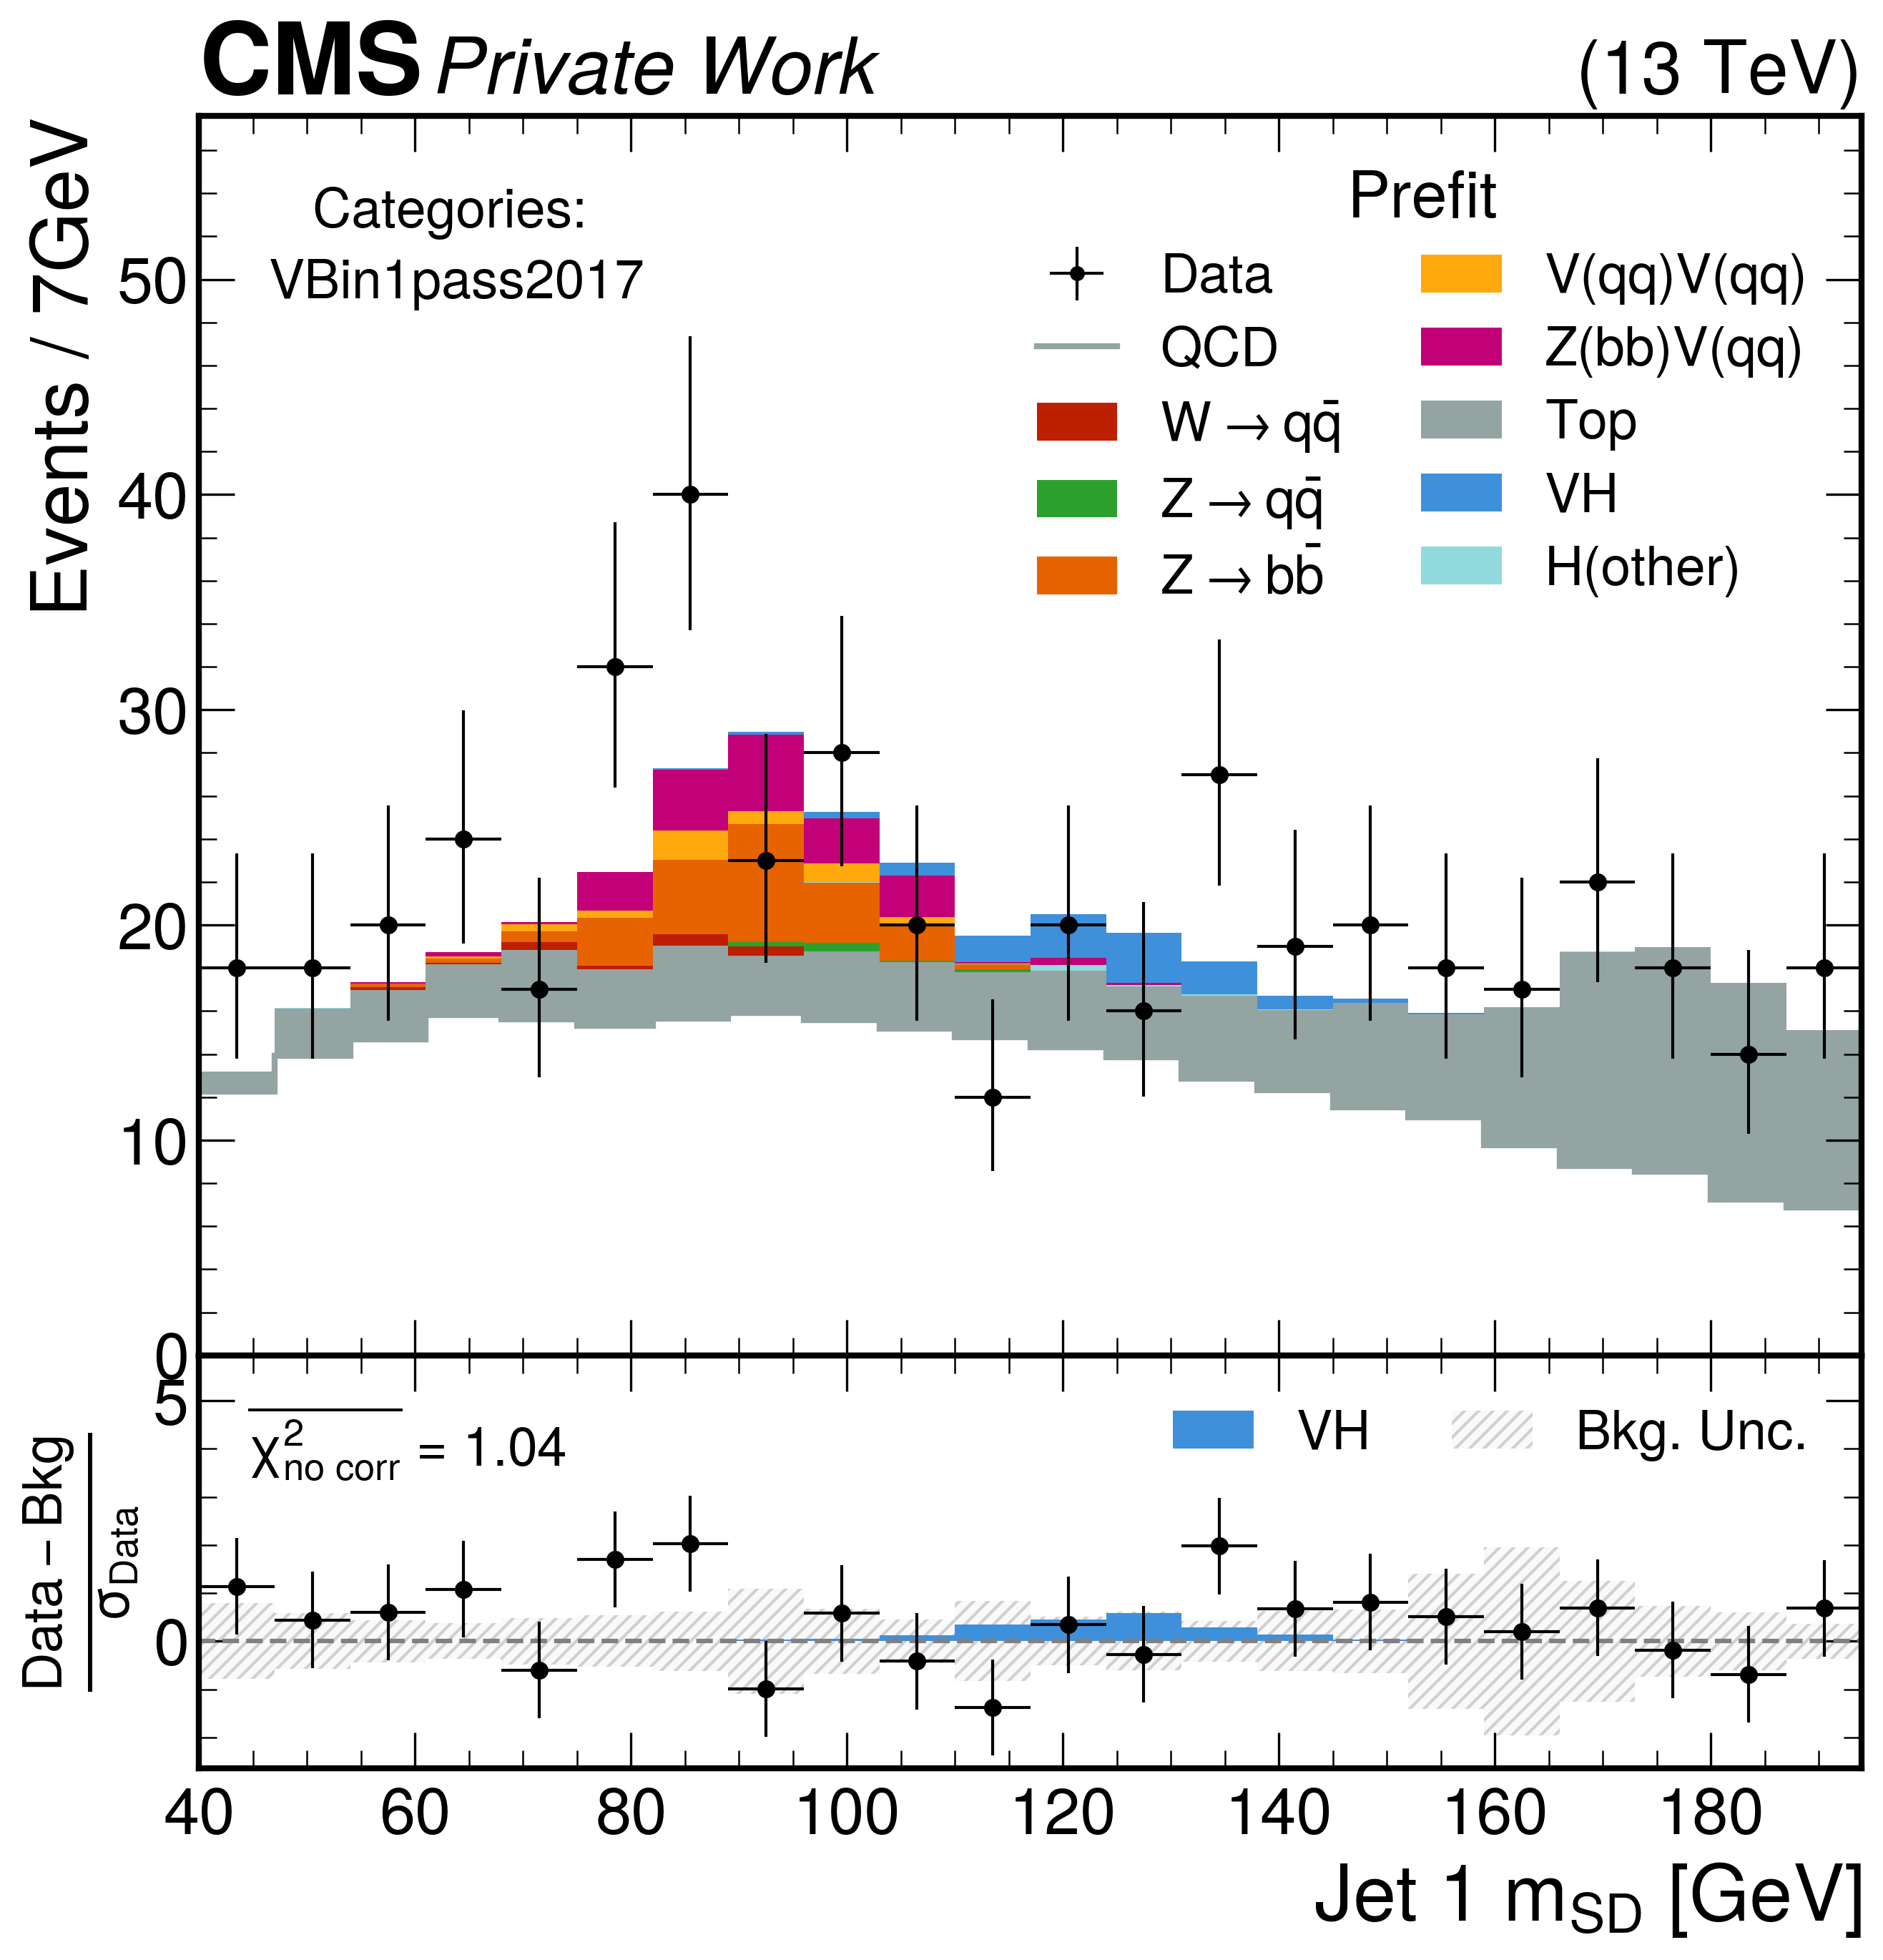 CMS Private Work (13 TeV)
Events / 7GeV
Categories:
VBin1pass2017
Prefit
Data
QCD
W → qq̄
Z → qq̄
Z → bb̄
V(qq)V(qq)
Z(bb)V(qq)
Top
VH
H(other)
50
40
30
20
10
0
Data − Bkg
σData
χ²no corr = 1.04
VH
Bkg. Unc.
5
0
40 60 80 100 120 140 160 180
Jet 1 mSD [GeV]